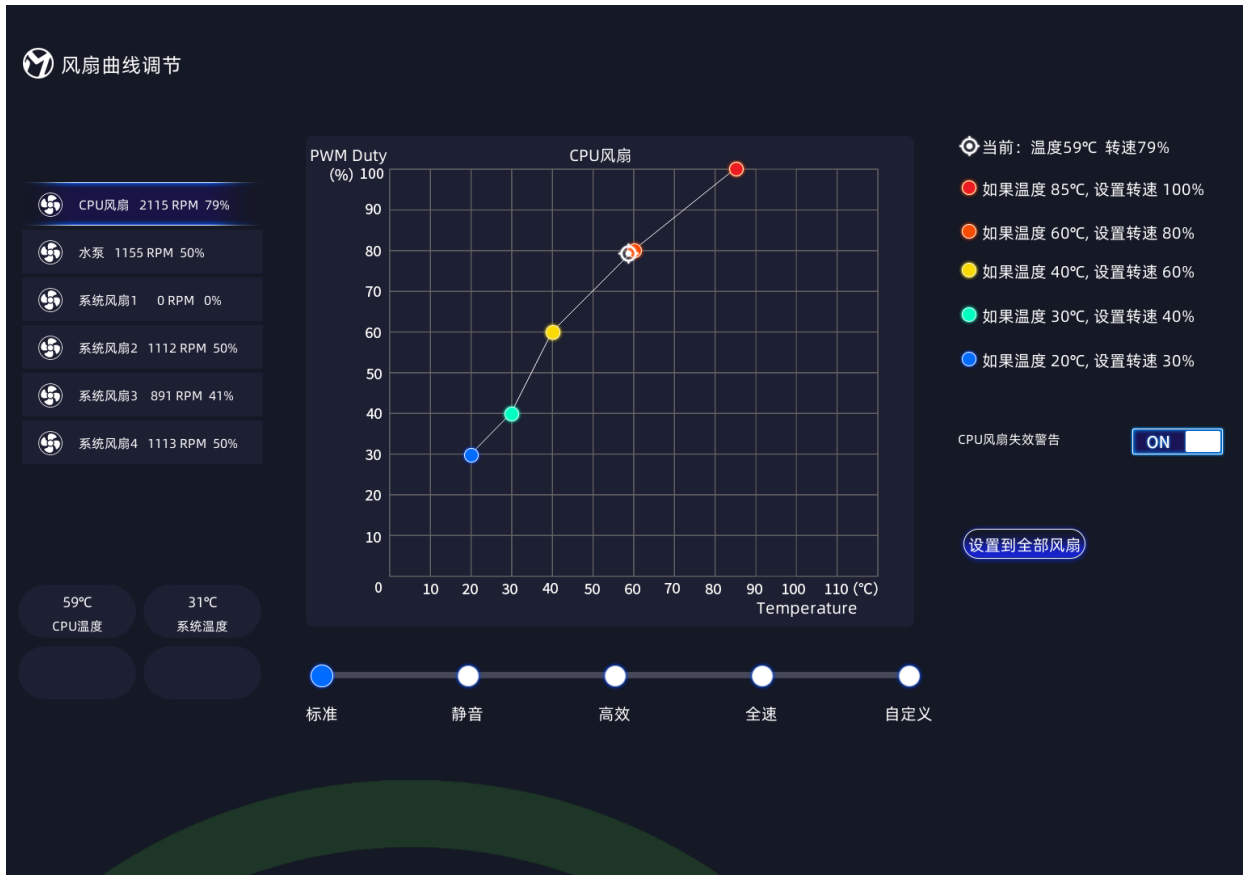 风扇曲线调节
CPU风扇 2115 RPM 79%
水泵 1155 RPM 50%
系统风扇1 0 RPM 0%
系统风扇2 1112 RPM 50%
系统风扇3 891 RPM 41%
系统风扇4 1113 RPM 50%
59℃
CPU温度
31℃
系统温度
PWM Duty
(%)
CPU风扇
100
90
80
70
60
50
40
30
20
10
0 10 20 30 40 50 60 70 80 90 100 110 (℃)
Temperature
标准 静音 高效 全速 自定义
当前: 温度59℃ 转速79%
如果温度 85℃, 设置转速 100%
如果温度 60℃, 设置转速 80%
如果温度 40℃, 设置转速 60%
如果温度 30℃, 设置转速 40%
如果温度 20℃, 设置转速 30%
CPU风扇失效警告
ON
设置到全部风扇